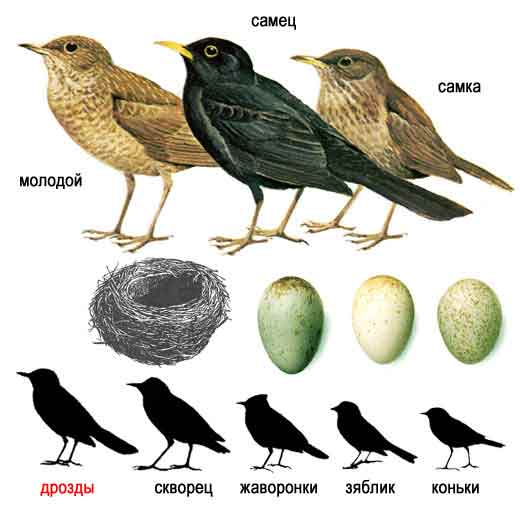 самец
самка
молодой
дрозды скворец жаворонки зяблик коньки